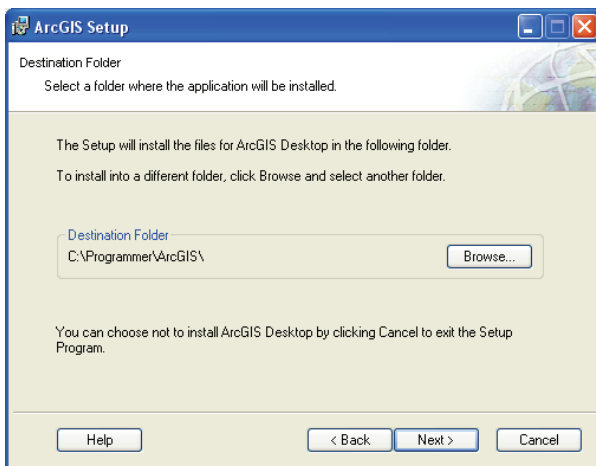 ArcGIS Setup
Destination Folder
Select a folder where the application will be installed.
The Setup will install the files for ArcGIS Desktop in the following folder.
To install into a different folder, click Browse and select another folder.
Destination Folder
C:\Programmer\ArcGIS\
Browse...
You can choose not to install ArcGIS Desktop by clicking Cancel to exit the Setup
Program.
Help
< Back
Next >
Cancel